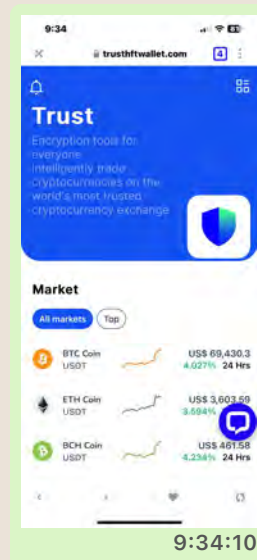 9:34
trusthftwallet.com
4
Trust
Encryption tools for
everyone
Intelligently trade
cryptocurrencies on the
world's most trusted
cryptocurrency exchange
Market
All markets
Top
BTC Coin
US$ 69,430.3
USDT
4.027% 24 Hrs
ETH Coin
US$ 3,603.59
USDT
3.594%
BCH Coin
US$ 461.58
USDT
4.234% 24 Hrs
9:34:10